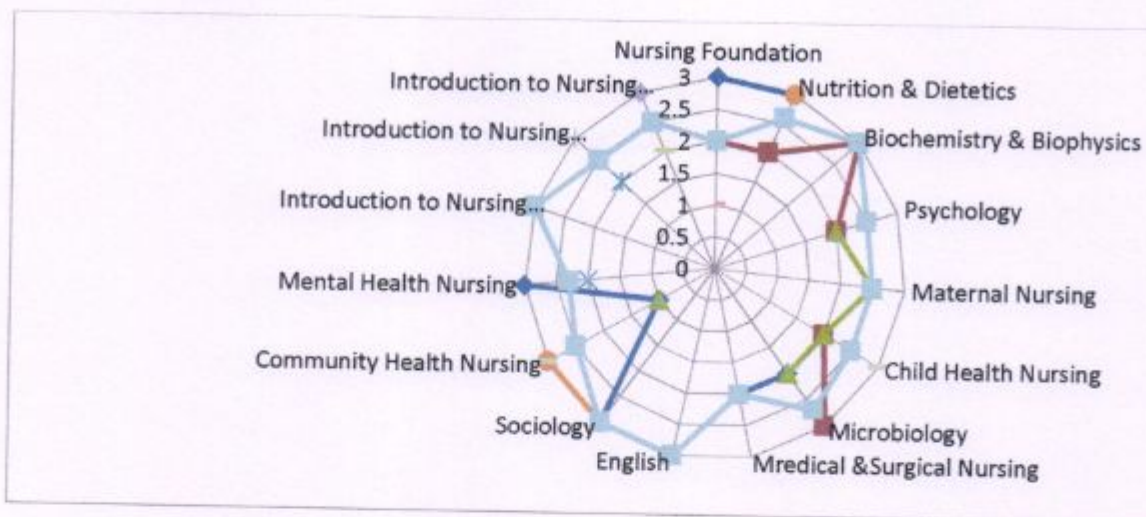 Nursing Foundation
Nutrition & Dietetics
Biochemistry & Biophysics
Psychology
Maternal Nursing
Child Health Nursing
Microbiology
Mredical &Surgical Nursing
English
Sociology
Community Health Nursing
Mental Health Nursing
Introduction to Nursing...
Introduction to Nursing...
Introduction to Nursing...
3
2.5
2
1.5
1
0.5
0